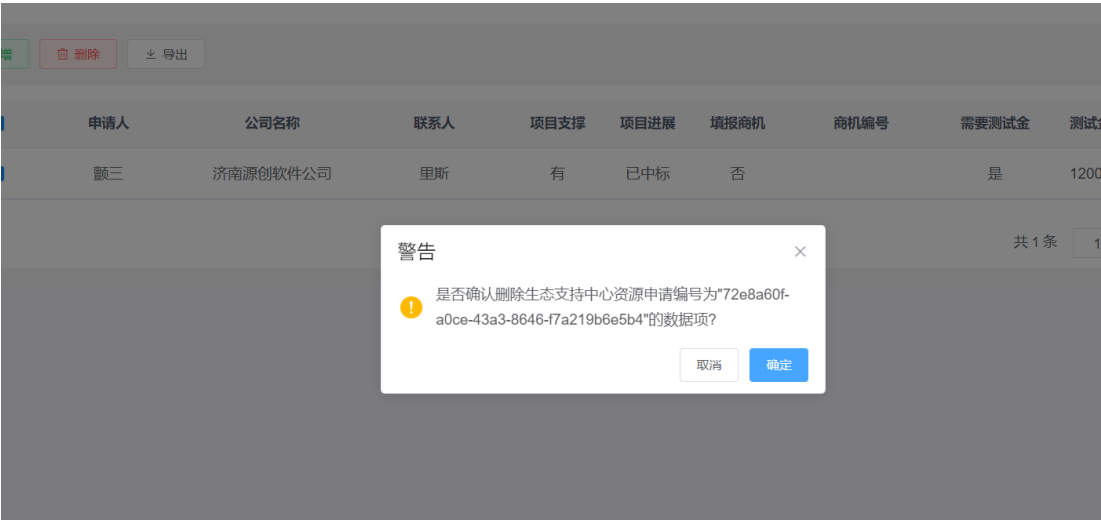 增 删除 导出
申请人 公司名称 联系人 项目支撑 项目进展 填报商机 商机编号 需要测试金 测试金
颤三 济南源创软件公司 里斯 有 已中标 否 是 1200
共 1 条 1
警告
是否确认删除生态支持中心资源申请编号为"72e8a60f-
a0ce-43a3-8646-f7a219b6e5b4"的数据项?
取消 确定